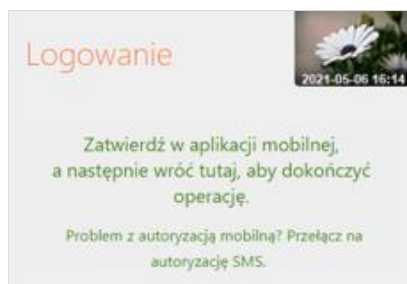 Logowanie
2021-05-06 16:14
Zatwierdź w aplikacji mobilnej,
a następnie wróć tutaj, aby dokończyć
operację.
Problem z autoryzacją mobilną? Przełącz na
autoryzację SMS.